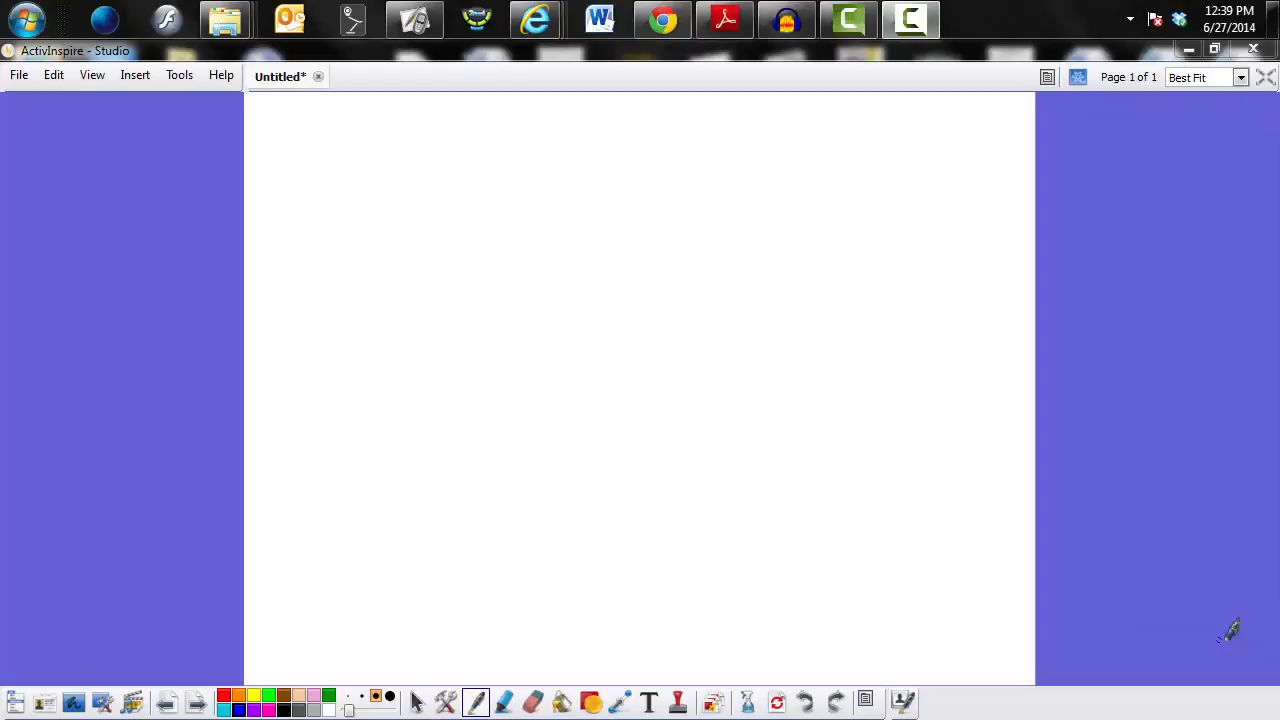 12:39 PM
6/27/2014
ActivInspire - Studio
File Edit View Insert Tools Help
Untitled*
Page 1 of 1
Best Fit